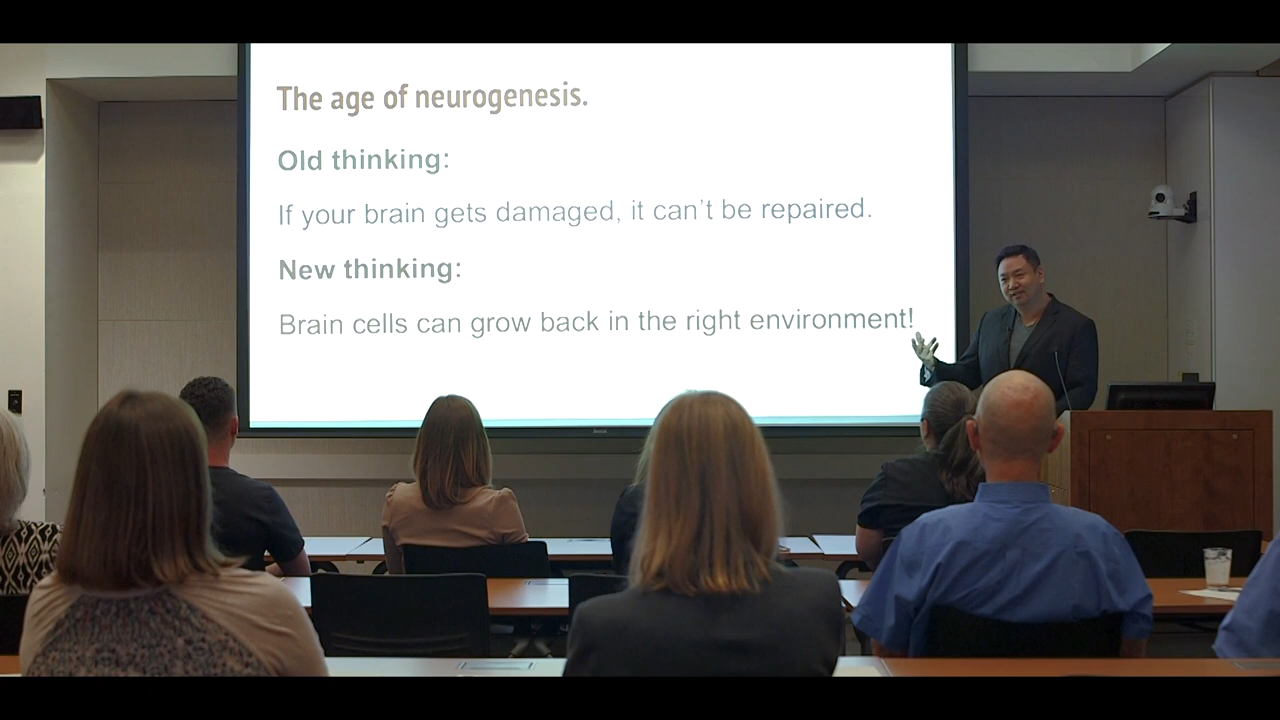 The age of neurogenesis.
Old thinking:
If your brain gets damaged, it can't be repaired.
New thinking:
Brain cells can grow back in the right environment!